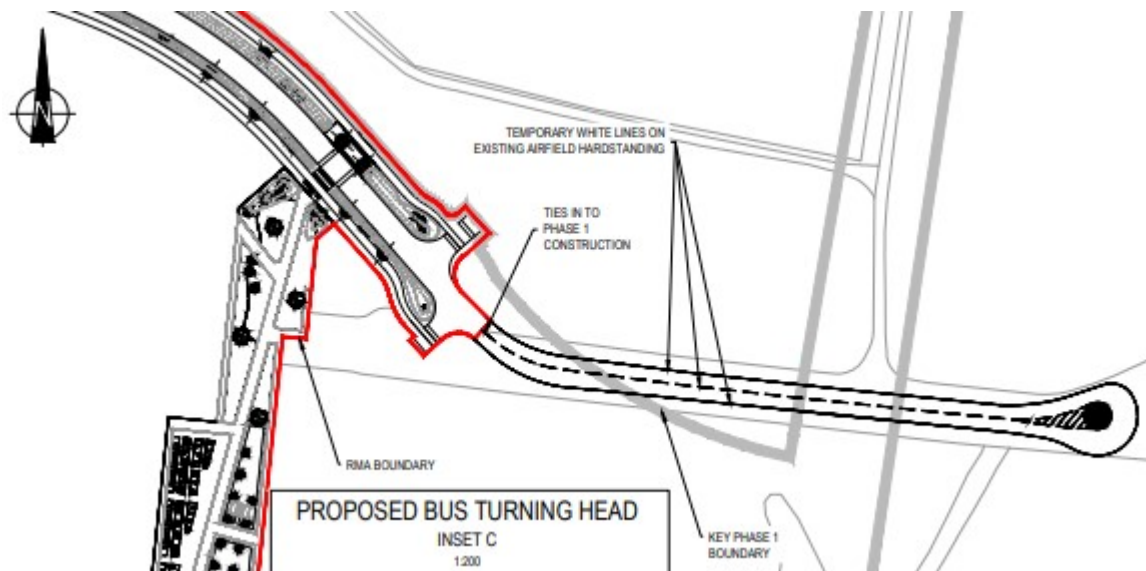 N
TEMPORARY WHITE LINES ON
EXISTING AIRFIELD HARDSTANDING
TIES IN TO
PHASE 1
CONSTRUCTION
RMA BOUNDARY
PROPOSED BUS TURNING HEAD
INSET C
1:200
KEY PHASE 1
BOUNDARY